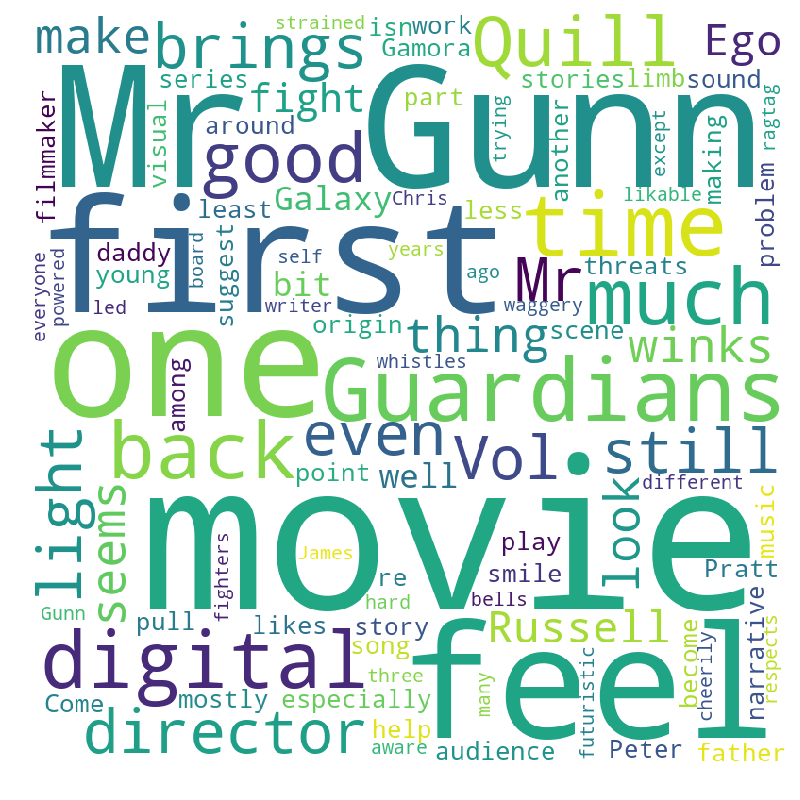 strained
make
brings
isn
work
Gamora
Quill
Ego
series
fight
part
stories
limb
sound
Mr
Gunn
filmmaker
visual
around
good
trying
another
making
except
ragtag
Galaxy
Chris
likable
least
less
time
problem
first
daddy
young
suggest
board
self
years
ago
Mr
threats
much
everyone
powered
led
bit
writer
waggery
origin
thing
scene
winks
one
among
whistles
Guardians
back
even
Vol
still
light
seems
point
well
look
different
movie
music
fighters
James
re
play
smile
Pratt
Gunn
hard
bells
pull
likes
story
Russell
narrative
respects
digital
song
feel
become
cheerily
three
Come
mostly
especially
many
futuristic
director
help
aware
audience
Peter
father